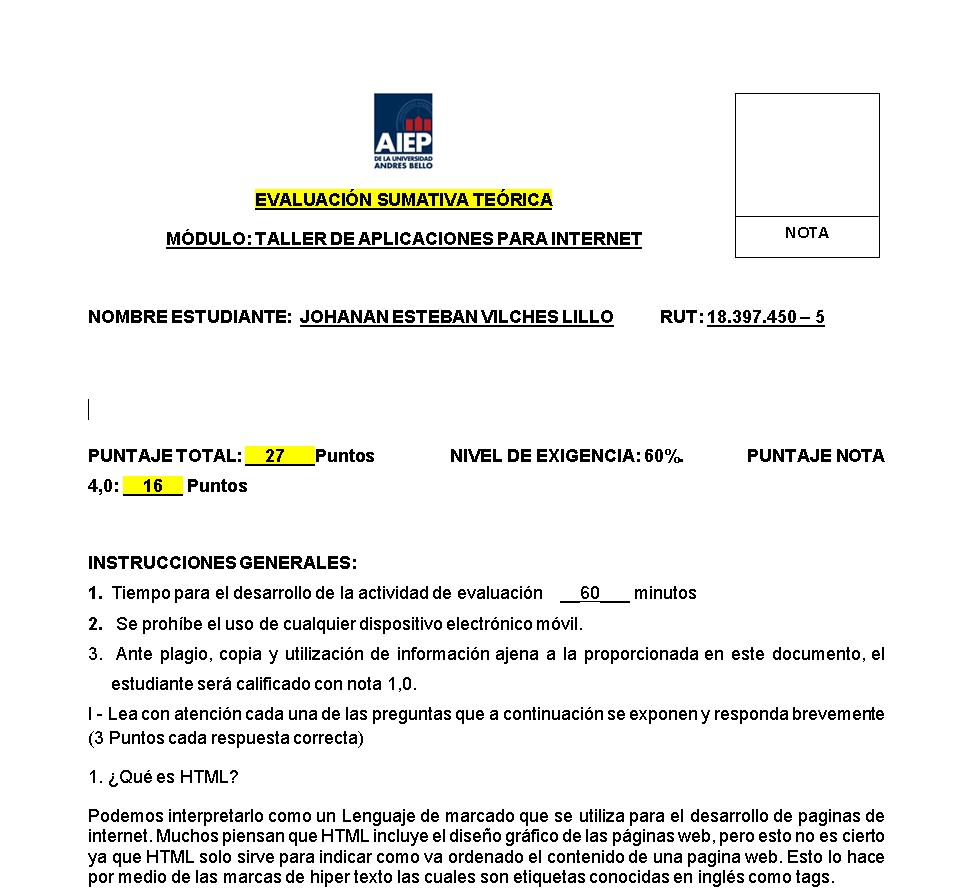 AIEP
DE LA UNIVERSIDAD
ANDRES BELLO
EVALUACIÓN SUMATIVA TEÓRICA
MÓDULO: TALLER DE APLICACIONES PARA INTERNET
NOTA
NOMBRE ESTUDIANTE: JOHANAN ESTEBAN VILCHES LILLO RUT: 18.397.450 – 5
PUNTAJE TOTAL: __27___Puntos NIVEL DE EXIGENCIA: 60%. PUNTAJE NOTA
4,0: __16__ Puntos
INSTRUCCIONES GENERALES:
1. Tiempo para el desarrollo de la actividad de evaluación __60___ minutos
2. Se prohíbe el uso de cualquier dispositivo electrónico móvil.
3. Ante plagio, copia y utilización de información ajena a la proporcionada en este documento, el
estudiante será calificado con nota 1,0.
I - Lea con atención cada una de las preguntas que a continuación se exponen y responda brevemente
(3 Puntos cada respuesta correcta)
1. ¿Qué es HTML?
Podemos interpretarlo como un Lenguaje de marcado que se utiliza para el desarrollo de paginas de
internet. Muchos piensan que HTML incluye el diseño gráfico de las páginas web, pero esto no es cierto
ya que HTML solo sirve para indicar como va ordenado el contenido de una pagina web. Esto lo hace
por medio de las marcas de hiper texto las cuales son etiquetas conocidas en inglés como tags.